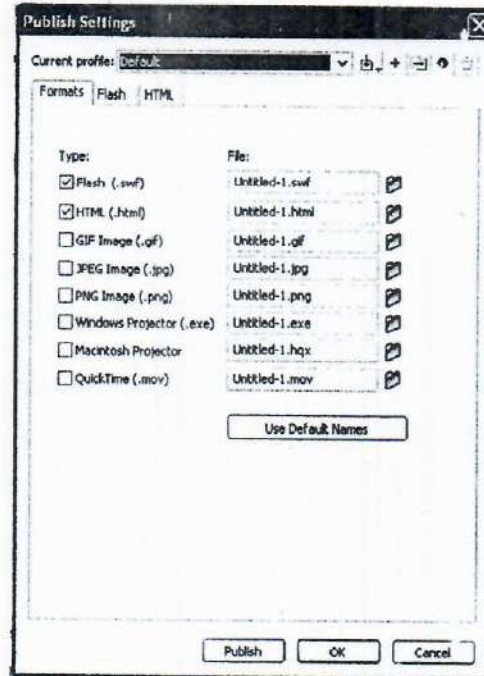 Publish Settings
Current profile: Default
Formats Flash HTML
Type: File:
Flash (.swf) Untitled-1.swf
HTML (.html) Untitled-1.html
GIF Image (.gif) Untitled-1.gif
JPEG Image (.jpg) Untitled-1.jpg
PNG Image (.png) Untitled-1.png
Windows Projector (.exe) Untitled-1.exe
Macintosh Projector Untitled-1.hqx
QuickTime (.mov) Untitled-1.mov
Use Default Names
Publish OK Cancel